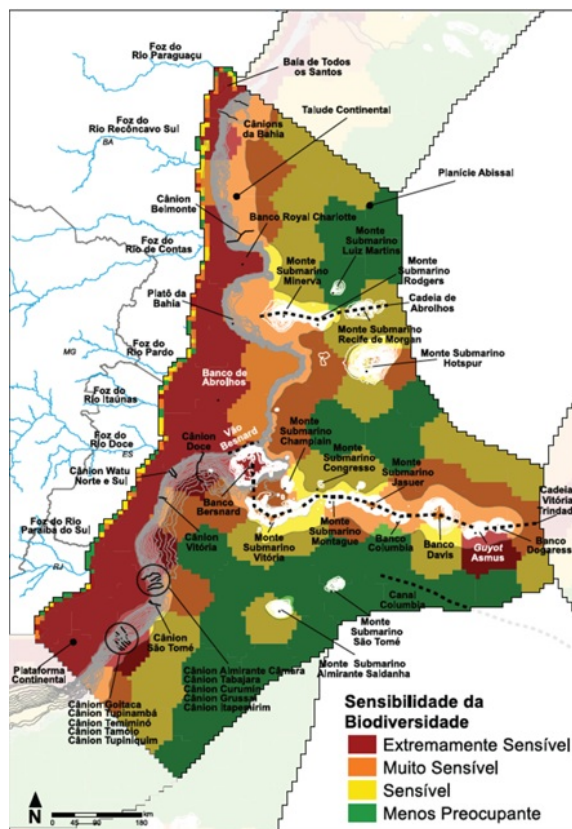 Foz do
Rio Paraguaçu
Baía de Todos
os Santos
Foz do
Rio Recôncavo Sul
BA
Cânions
da Bahia
Talude Continental
Planície Abissal
Cânion
Belmonte
Banco Royal Charlotte
Foz do
Rio de Contas
Monte
Submarino
Luiz Martins
Monte
Submarino
Minerva
Monte
Submarino
Rodgers
Cadeia de
Abrolhos
Platô da
Bahia
Monte Submarino
Recife de Morgan
MG
Foz do
Rio Pardo
Monte Submarino
Hotspur
Banco de
Abrolhos
Foz do
Rio Itaúnas
Foz do
Rio Doce
ES
Cânion
Doce
Vão
Besnard
Monte
Submarino
Champlain
Monte
Submarino
Congresso
Monte
Submarino
Jasuer
Cânion Watu
Norte e Sul
Banco
Bersnard
Cadeia
Vitória
Trindad
Foz do Rio
Paraíba do Sul
Cânion
Vitória
Monte
Submarino
Vitória
Monte
Submarino
Montague
Banco
Columbia
Banco
Davis
Guyot
Asmus
Banco
Dogaress
RJ
Canal
Columbia
Cânion
São Tomé
Monte
Submarino
São Tomé
Plataforma
Continental
Monte Submarino
Almirante Saldanha
Cânion Almirante Câmara
Cânion Tabajara
Cânion Curumin
Cânion Grussaí
Cânion Itapemirim
Cânion Goitacá
Cânion Tupinambá
Cânion Temiminó
Cânion Tamoio
Cânion Tupiniquim
Sensibilidade da
Biodiversidade
Extremamente Sensível
Muito Sensível
Sensível
Menos Preocupante
N
km
0 45 90 180